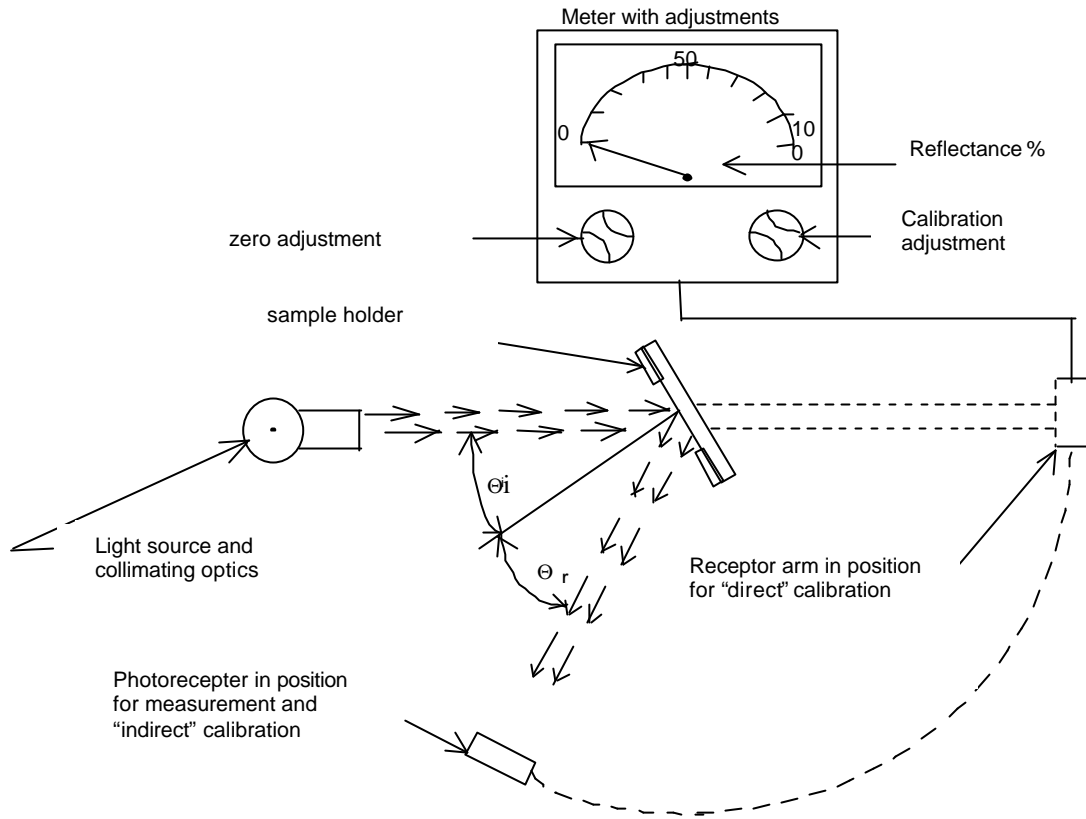 Meter with adjustments
50
0
10
0
Reflectance %
zero adjustment
Calibration
adjustment
sample holder
Θi
Θ r
Light source and
collimating optics
Receptor arm in position
for “direct” calibration
Photorecepter in position
for measurement and
“indirect” calibration